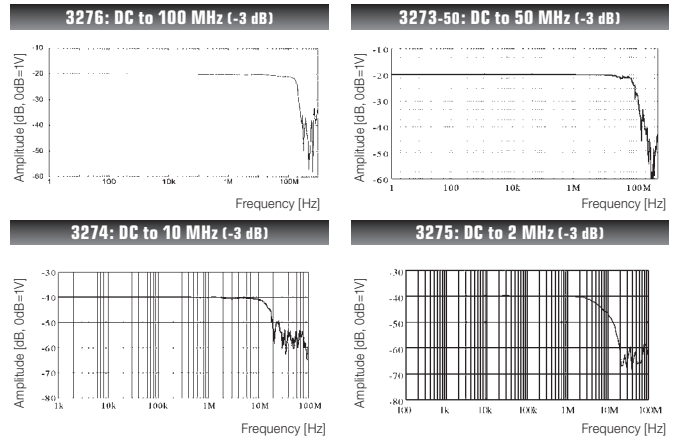 3276: DC to 100 MHz (-3 dB)
Amplitude [dB, 0dB=1V]
-10
-20
-30
-40
-50
-60
1 100 10k 1M 100M
Frequency [Hz]
3273-50: DC to 50 MHz (-3 dB)
Amplitude [dB, 0dB=1V]
-10
-20
-30
-40
-50
-60
1 100 10k 1M 100M
Frequency [Hz]
3274: DC to 10 MHz (-3 dB)
Amplitude [dB, 0dB=1V]
-30
-40
-50
-60
-70
-80
1k 10k 100k 1M 10M 100M
Frequency [Hz]
3275: DC to 2 MHz (-3 dB)
Amplitude [dB, 0dB=1V]
-30
-40
-50
-60
-70
-80
100 1k 10k 100k 1M 10M 100M
Frequency [Hz]